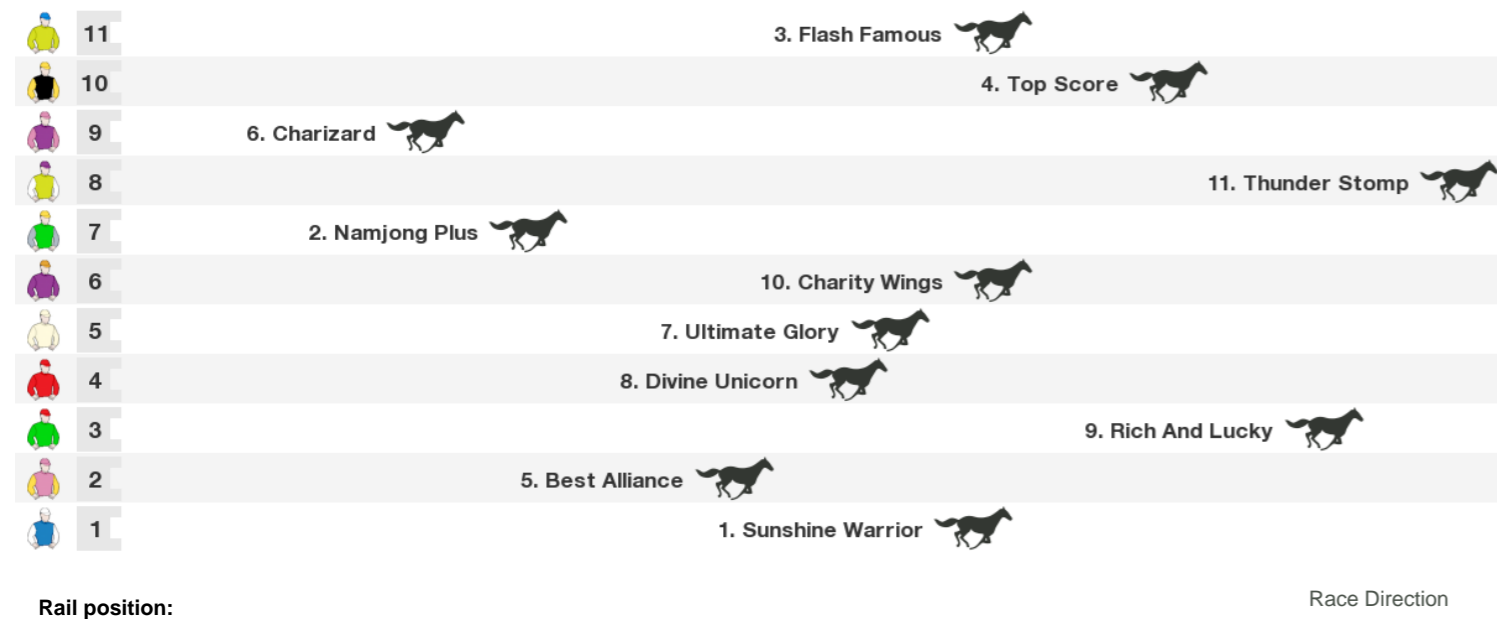 11 3. Flash Famous
10 4. Top Score
9 6. Charizard
8 11. Thunder Stomp
7 2. Namjong Plus
6 10. Charity Wings
5 7. Ultimate Glory
4 8. Divine Unicorn
3 9. Rich And Lucky
2 5. Best Alliance
1 1. Sunshine Warrior
Race Direction
Rail position: